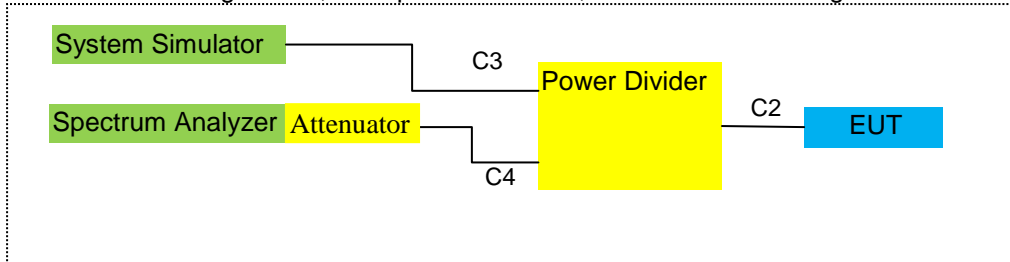 System Simulator
C3
Power Divider
C2
Spectrum Analyzer Attenuator
EUT
C4